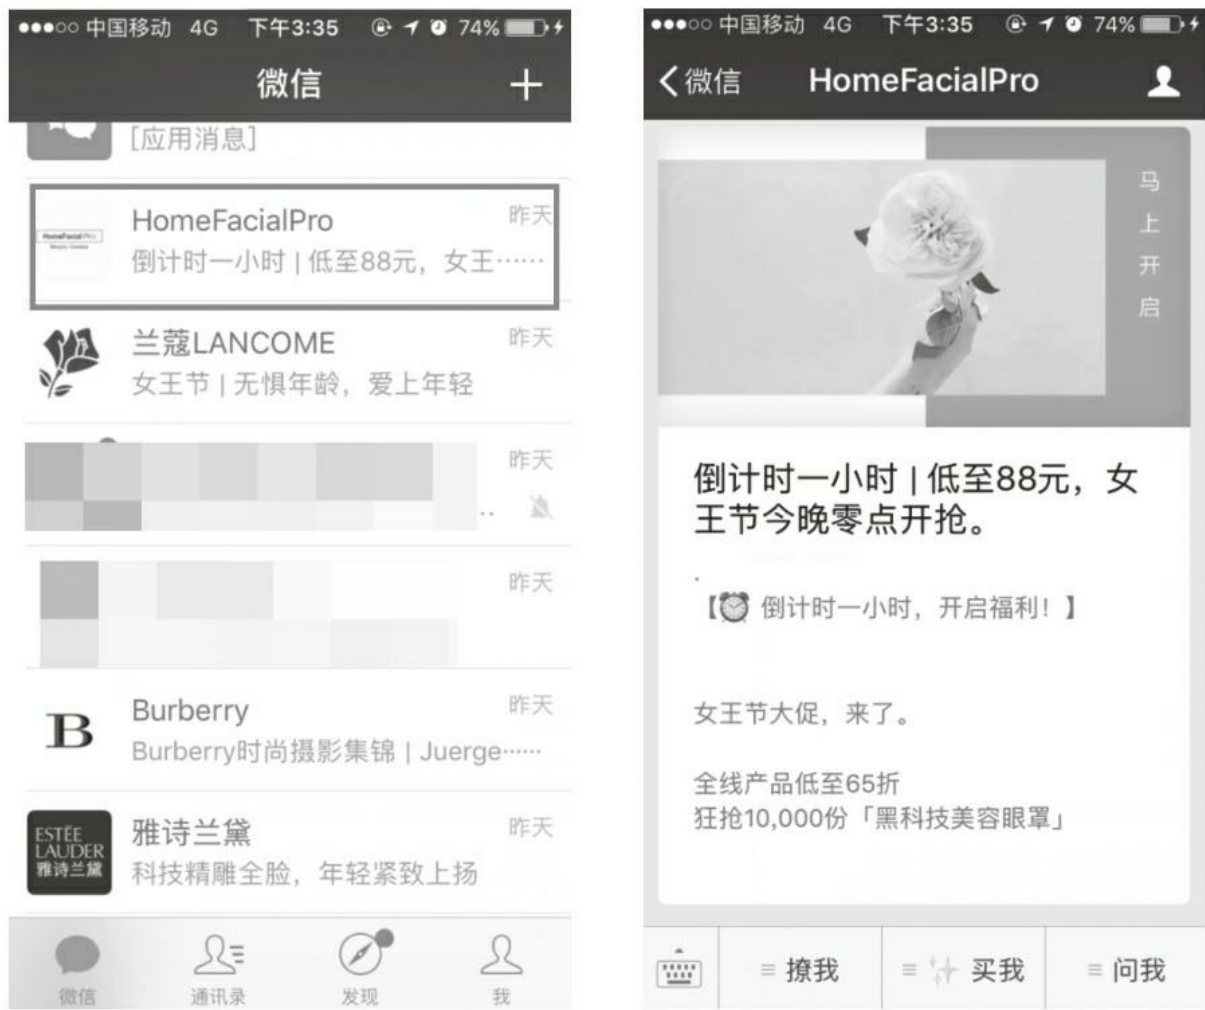 中国移动 4G 下午3:35 74%
微信
[应用消息]
HomeFacialPro 昨天
倒计时一小时 | 低至88元，女王……
HomeFacialPro
兰蔻LANCOME 昨天
女王节 | 无惧年龄，爱上年轻
昨天
昨天
B
Burberry 昨天
Burberry时尚摄影集锦 | Juerge……
ESTĒE
LAUDER
雅诗兰黛
雅诗兰黛 昨天
科技精雕全脸，年轻紧致上扬
微信 通讯录 发现 我
中国移动 4G 下午3:35 74%
微信 HomeFacialPro
马
上
开
启
倒计时一小时 | 低至88元，女
王节今晚零点开抢。
.
【⏰ 倒计时一小时，开启福利！】
女王节大促，来了。
全线产品低至65折
狂抢10,000份「黑科技美容眼罩」
撩我 买我 问我